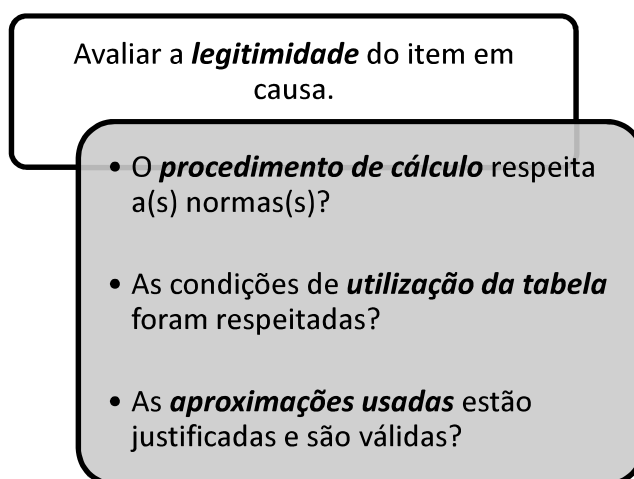 Avaliar a legitimidade do item em
causa.
• O procedimento de cálculo respeita
a(s) normas(s)?
• As condições de utilização da tabela
foram respeitadas?
• As aproximações usadas estão
justificadas e são válidas?